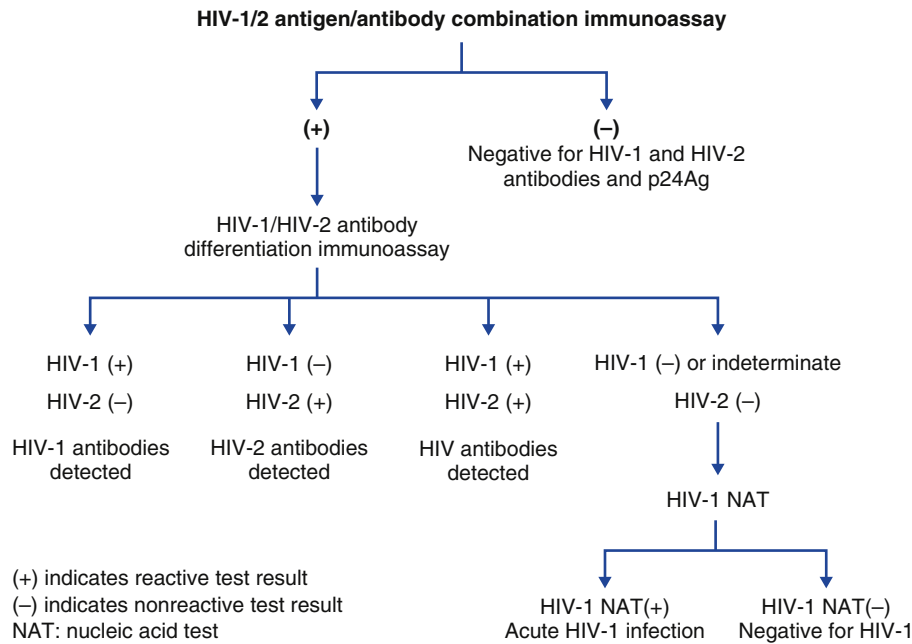 HIV-1/2 antigen/antibody combination immunoassay
(+)
(–)
Negative for HIV-1 and HIV-2
antibodies and p24Ag
HIV-1/HIV-2 antibody
differentiation immunoassay
HIV-1 (+)
HIV-2 (–)
HIV-1 antibodies
detected
HIV-1 (–)
HIV-2 (+)
HIV-2 antibodies
detected
HIV-1 (+)
HIV-2 (+)
HIV antibodies
detected
HIV-1 (–) or indeterminate
HIV-2 (–)
HIV-1 NAT
HIV-1 NAT(+)
Acute HIV-1 infection
HIV-1 NAT(–)
Negative for HIV-1
(+) indicates reactive test result
(–) indicates nonreactive test result
NAT: nucleic acid test